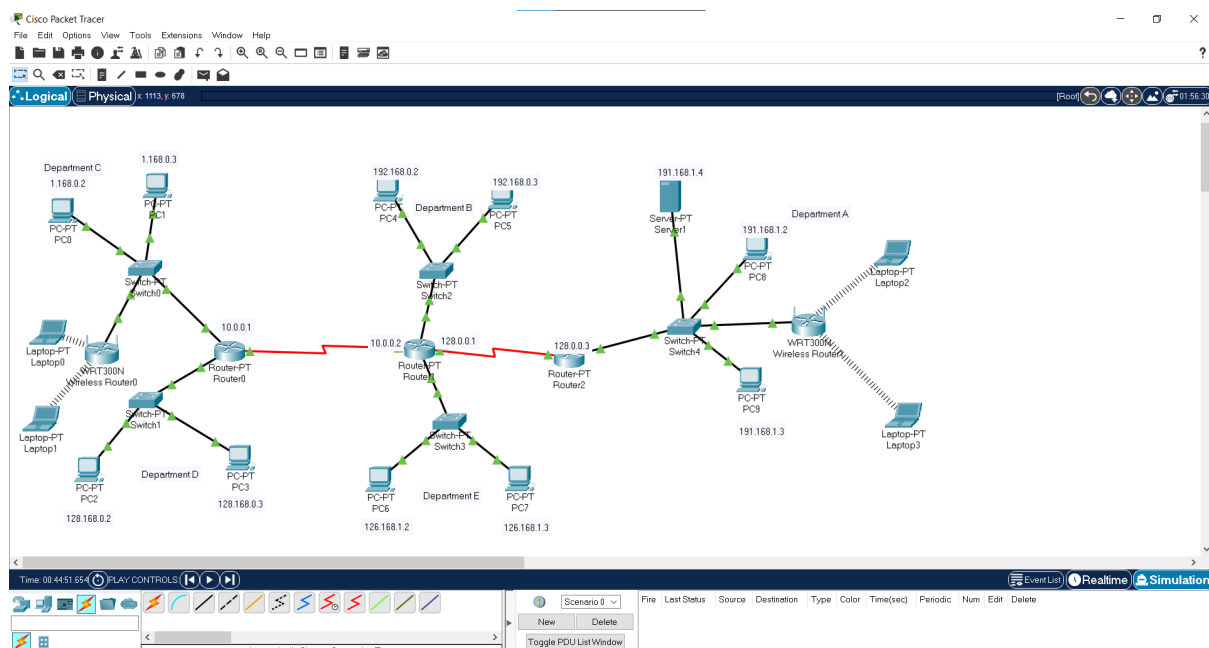 Cisco Packet Tracer
File Edit Options View Tools Extensions Window Help
?
Logical Physical x: 1113, y: 678 [Root] 01:56:30
Department C
1.168.0.2
1.168.0.3
PC-PT
PC0
PC-PT
PC1
Switch-PT
Switch0
Laptop-PT
Laptop0
WRT300N
Wireless Router0
Laptop-PT
Laptop1
10.0.0.1
Router-PT
Router0
Switch-PT
Switch1
Department D
PC-PT
PC2
128.168.0.2
PC-PT
PC3
128.168.0.3
192.168.0.2
192.168.0.3
Department B
PC-PT
PC4
PC-PT
PC5
Switch-PT
Switch2
10.0.0.2
128.0.0.1
Router-PT
Switch-PT
Switch3
Department E
PC-PT
PC6
126.168.1.2
PC-PT
PC7
126.168.1.3
128.0.0.3
Router-PT
Router2
191.168.1.4
Server-PT
Server1
Department A
191.168.1.2
PC-PT
PC8
Switch-PT
Switch4
PC-PT
PC9
191.168.1.3
WRT300N
Laptop-PT
Laptop2
Laptop-PT
Laptop3
Time: 00:44:51.654 PLAY CONTROLS: Event List Realtime Simulation
Scenario 0
New Delete
Toggle PDU List Window
Fire Last Status Source Destination Type Color Time(sec) Periodic Num Edit Delete